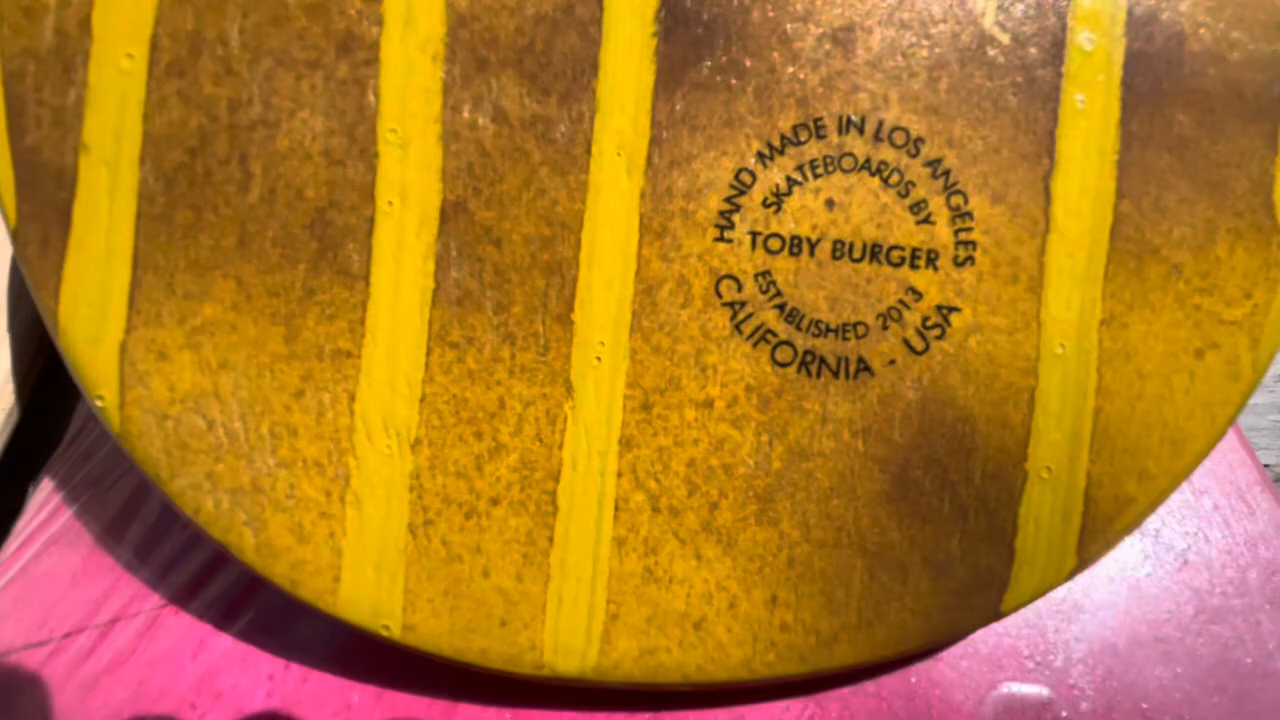 HAND MADE IN LOS ANGELES
SKATEBOARDS BY
TOBY BURGER
ESTABLISHED 2013
CALIFORNIA - USA